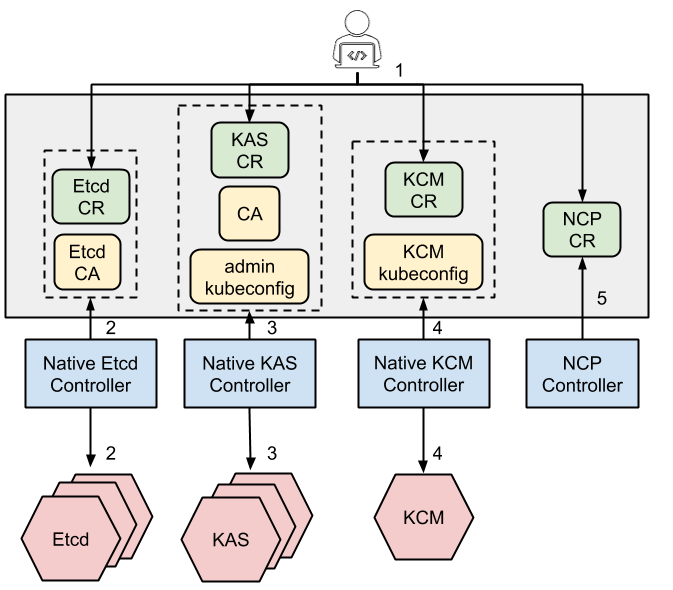 </>
1
KAS
CR
Etcd
CR
KCM
CR
CA
NCP
CR
Etcd
CA
admin
kubeconfig
KCM
kubeconfig
5
2
3
4
Native Etcd
Controller
Native KAS
Controller
Native KCM
Controller
NCP
Controller
2
3
4
Etcd
KAS
KCM